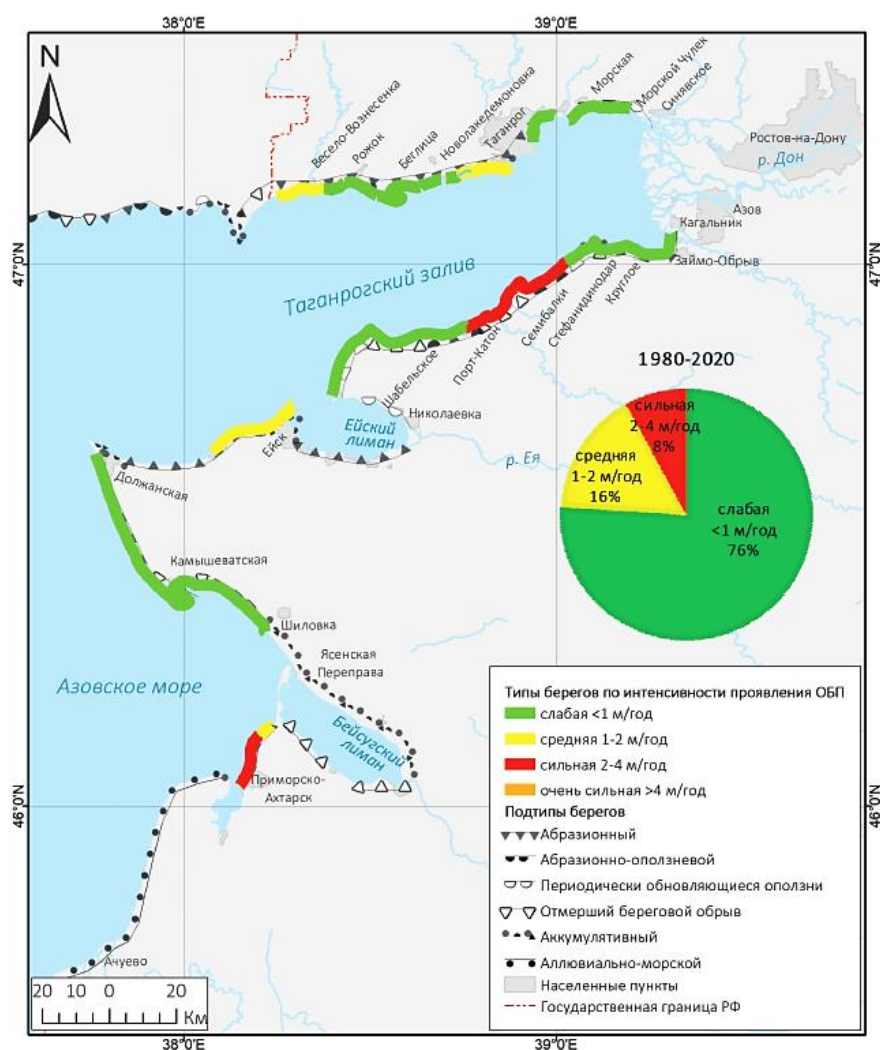 38°0'E
39°0'E
N
Весело-Вознесенка
Рожок
Беглица
Новолакедемоновка
Таганрог
Морская
Морской Чулек
Синявское
Ростов-на-Дону
р. Дон
Азов
Кагальник
47°0'N
47°0'N
Займо-Обрыв
Таганрогский залив
Круглое
Стефанидинодар
Семибалки
Порт-Катон
Шабельское
1980-2020
Николаевка
Ейский
лиман
Ейск
р. Ея
сильная
2-4 м/год
8%
средняя
1-2 м/год
16%
слабая
<1 м/год
76%
Должанская
Камышеватская
Шиловка
Ясенская
Переправа
Азовское море
Бейсугский
лиман
Приморско-
Ахтарск
46°0'N
46°0'N
Ачуево
Типы берегов по интенсивности проявления ОБП
слабая <1 м/год
средняя 1-2 м/год
сильная 2-4 м/год
очень сильная >4 м/год
Подтипы берегов
Абразионный
Абразионно-оползневой
Периодически обновляющиеся оползни
Отмерший береговой обрыв
Аккумулятивный
Аллювиально-морской
Населенные пункты
Государственная граница РФ
20 10 0 20
Км
38°0'E
39°0'E